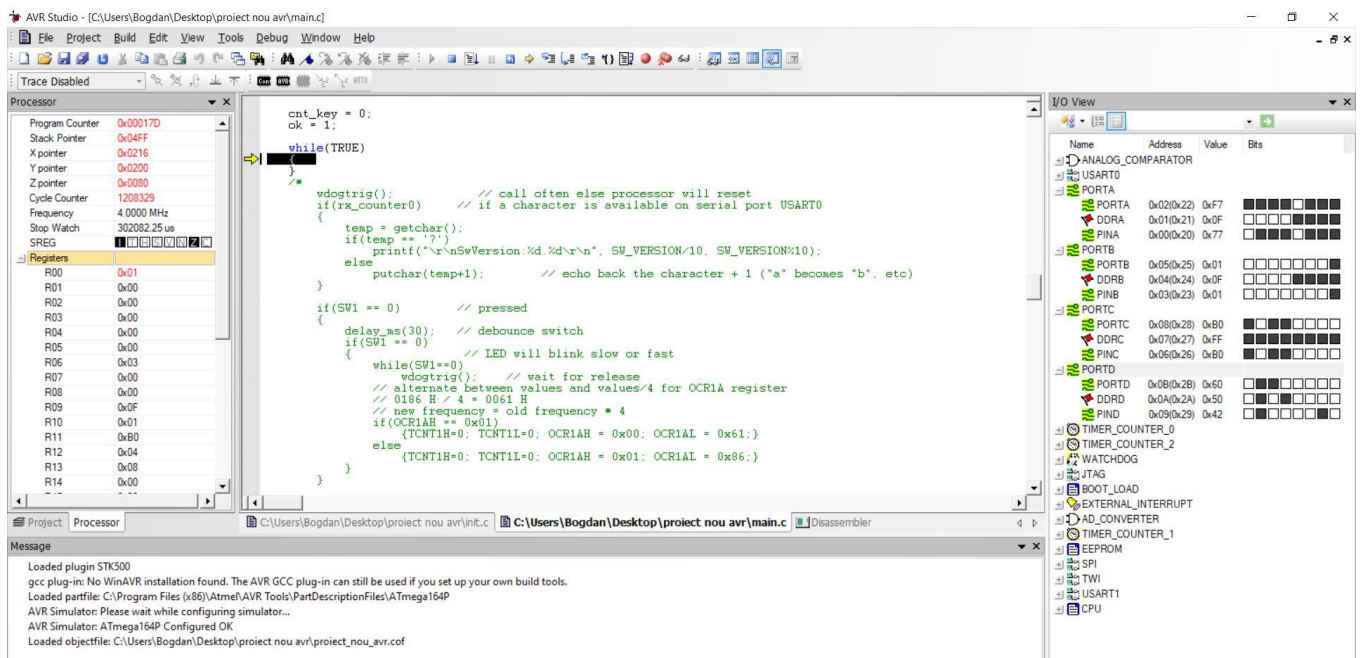 AVR Studio - [C:\Users\Bogdan\Desktop\proiect nou avr\main.c]
File Project Build Edit View Tools Debug Window Help
Trace Disabled
Processor
Program Counter 0x00017D
Stack Pointer 0x04FF
X pointer 0x0216
Y pointer 0x0200
Z pointer 0x0080
Cycle Counter 1208329
Frequency 4.0000 MHz
Stop Watch 302082.25 us
SREG I T H S V N Z C
Registers
R00 0x01
R01 0x00
R02 0x00
R03 0x00
R04 0x00
R05 0x00
R06 0x03
R07 0x00
R08 0x00
R09 0x0F
R10 0x01
R11 0xB0
R12 0x04
R13 0x08
R14 0x00
Project Processor
cnt_key = 0;
ok = 1;
while(TRUE)
{
}
/*
wdogtrig(); // call often else processor will reset
if(rx_counter0) // if a character is available on serial port USART0
{
temp = getchar();
if(temp == '?')
printf("\r\nSwVersion:%d.%d\r\n", SW_VERSION/10, SW_VERSION%10);
else
putchar(temp+1); // echo back the character + 1 ("a" becomes "b", etc)
}
if(SW1 == 0) // pressed
{
delay_ms(30); // debounce switch
if(SW1 == 0)
{ // LED will blink slow or fast
while(SW1==0)
wdogtrig(); // wait for release
// alternate between values and values/4 for OCR1A register
// 0186 H / 4 = 0061 H
// new frequency = old frequency * 4
if(OCR1AH == 0x01)
{TCNT1H=0; TCNT1L=0; OCR1AH = 0x00; OCR1AL = 0x61;}
else
{TCNT1H=0; TCNT1L=0; OCR1AH = 0x01; OCR1AL = 0x86;}
}
}
C:\Users\Bogdan\Desktop\proiect nou avr\init.c C:\Users\Bogdan\Desktop\proiect nou avr\main.c Disassembler
I/O View
Name Address Value Bits
ANALOG_COMPARATOR
USART0
PORTA
PORTA 0x02(0x22) 0xF7
DDRA 0x01(0x21) 0x0F
PINA 0x00(0x20) 0x77
PORTB
PORTB 0x05(0x25) 0x01
DDRB 0x04(0x24) 0x0F
PINB 0x03(0x23) 0x01
PORTC
PORTC 0x08(0x28) 0xB0
DDRC 0x07(0x27) 0xFF
PINC 0x06(0x26) 0xB0
PORTD
PORTD 0x0B(0x2B) 0x60
DDRD 0x0A(0x2A) 0x50
PIND 0x09(0x29) 0x42
TIMER_COUNTER_0
TIMER_COUNTER_2
WATCHDOG
JTAG
BOOT_LOAD
EXTERNAL_INTERRUPT
AD_CONVERTER
TIMER_COUNTER_1
EEPROM
SPI
TWI
USART1
CPU
Message
Loaded plugin STK500
gcc plug-in: No WinAVR installation found. The AVR GCC plug-in can still be used if you set up your own build tools.
Loaded partfile: C:\Program Files (x86)\Atmel\AVR Tools\PartDescriptionFiles\ATmega164P
AVR Simulator: Please wait while configuring simulator...
AVR Simulator: ATmega164P Configured OK
Loaded objectfile: C:\Users\Bogdan\Desktop\proiect nou avr\proiect_nou_avr.cof